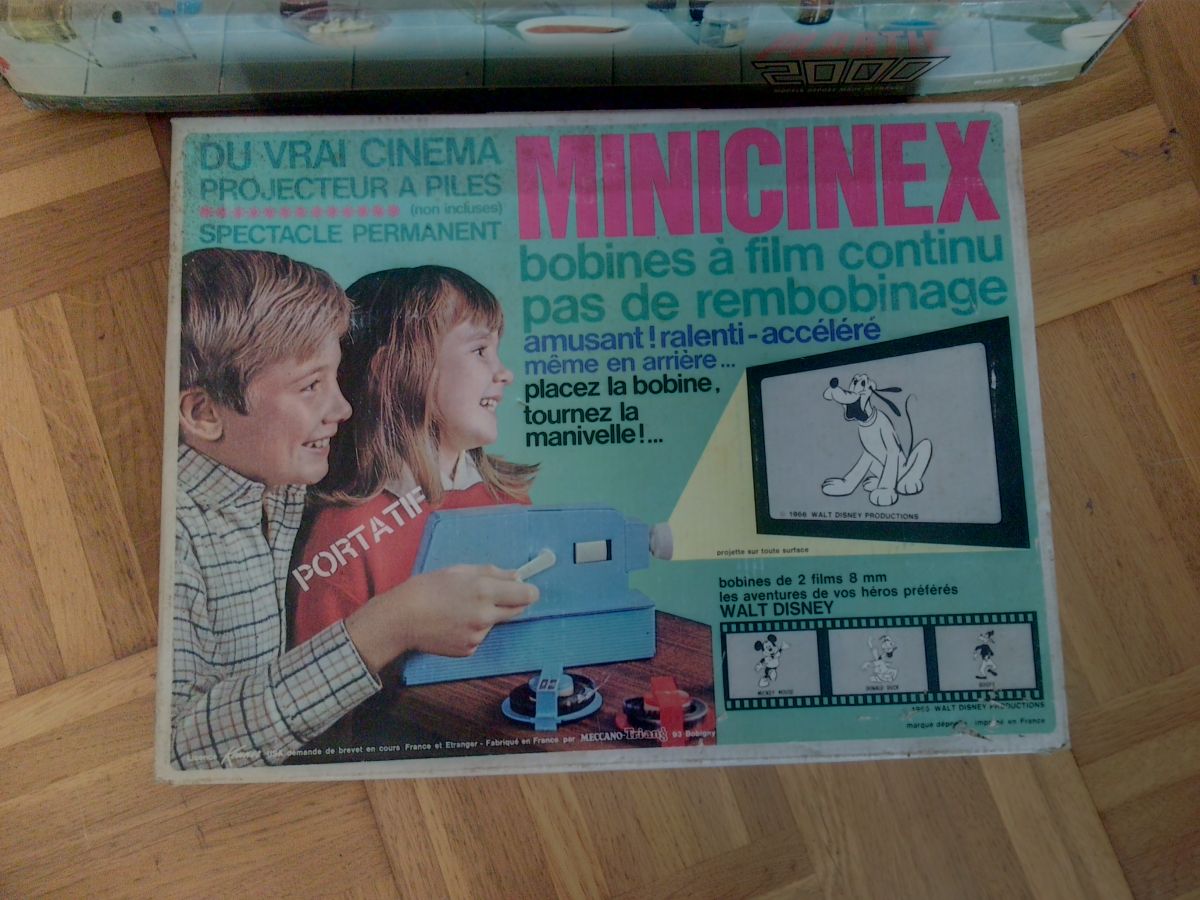 2000
DU VRAI CINEMA
PROJECTEUR A PILES
(non incluses)
SPECTACLE PERMANENT
MINICINEX
bobines à film continu
pas de rembobinage
amusant ! ralenti - accéléré
même en arrière ...
placez la bobine,
tournez la
manivelle !...
PORTATIF
© 1966 WALT DISNEY PRODUCTIONS
projette sur toute surface
bobines de 2 films 8 mm
les aventures de vos héros préférés
WALT DISNEY
MICKEY MOUSE
DONALD DUCK
GOOFY
WALT DISNEY PRODUCTIONS
marque déposée imprimé en France
USA demande de brevet en cours France et Etranger - Fabriqué en France par MECCANO-Tri-ang 93 Bobigny